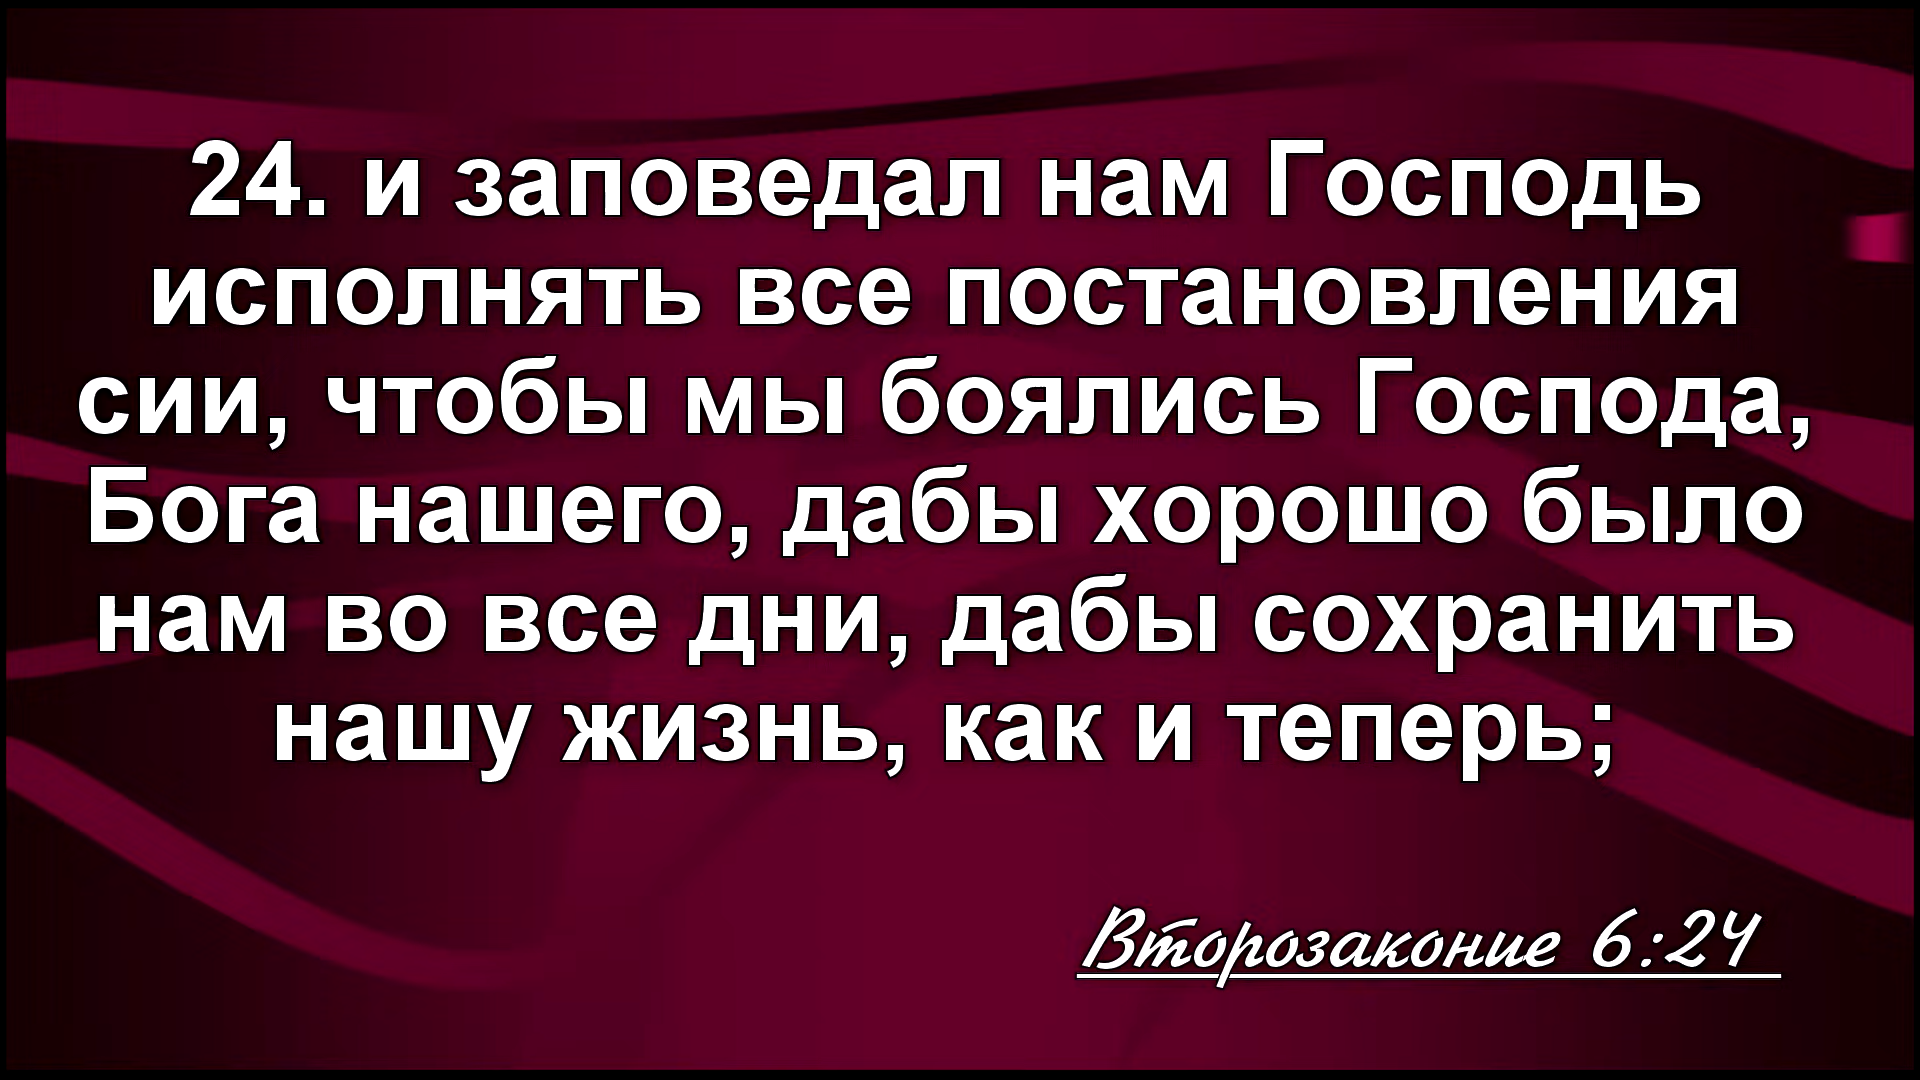 24. и заповедал нам Господь
исполнять все постановления
сии, чтобы мы боялись Господа,
Бога нашего, дабы хорошо было
нам во все дни, дабы сохранить
нашу жизнь, как и теперь;
Второзаконие 6:24